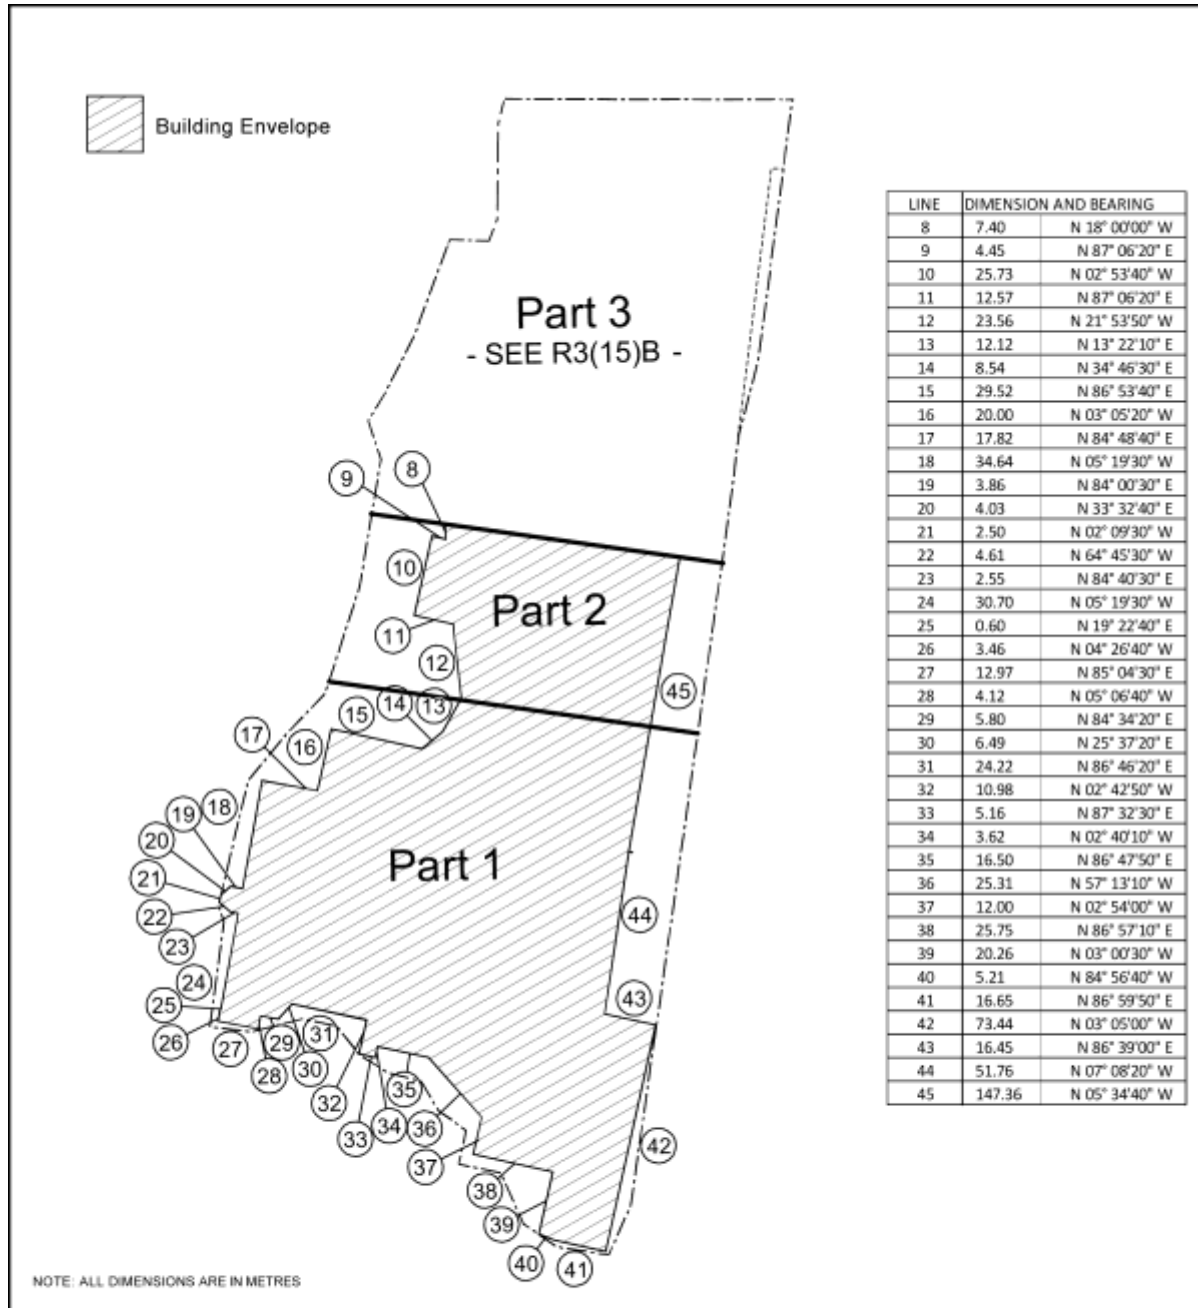 Building Envelope
Part 3
- SEE R3(15)B -
LINE DIMENSION AND BEARING
8 7.40 N 18° 00'00" W
9 4.45 N 87° 06'20" E
10 25.73 N 02° 53'40" W
11 12.57 N 87° 06'20" E
12 23.56 N 21° 53'50" W
13 12.12 N 13° 22'10" E
14 8.54 N 34° 46'30" E
15 29.52 N 86° 53'40" E
16 20.00 N 03° 05'20" W
17 17.82 N 84° 48'40" E
18 34.64 N 05° 19'30" W
19 3.86 N 84° 00'30" E
20 4.03 N 33° 32'40" E
21 2.50 N 02° 09'30" W
22 4.61 N 64° 45'30" W
23 2.55 N 84° 40'30" E
24 30.70 N 05° 19'30" W
25 0.60 N 19° 22'40" E
26 3.46 N 04° 26'40" W
27 12.97 N 85° 04'30" E
28 4.12 N 05° 06'40" W
29 5.80 N 84° 34'20" E
30 6.49 N 25° 37'20" E
31 24.22 N 86° 46'20" E
32 10.98 N 02° 42'50" W
33 5.16 N 87° 32'30" E
34 3.62 N 02° 40'10" W
35 16.50 N 86° 47'50" E
36 25.31 N 57° 13'10" W
37 12.00 N 02° 54'00" W
38 25.75 N 86° 57'10" E
39 20.26 N 03° 00'30" W
40 5.21 N 84° 56'40" W
41 16.65 N 86° 59'50" E
42 73.44 N 03° 05'00" W
43 16.45 N 86° 39'00" E
44 51.76 N 07° 08'20" W
45 147.36 N 05° 34'40" W
8
9
10
Part 2
11
12
45
14
13
15
17
16
18
19
20
Part 1
21
22
44
23
24
43
25
26
27
29
31
28
30
35
32
34
36
33
42
37
38
39
40
41
NOTE: ALL DIMENSIONS ARE IN METRES